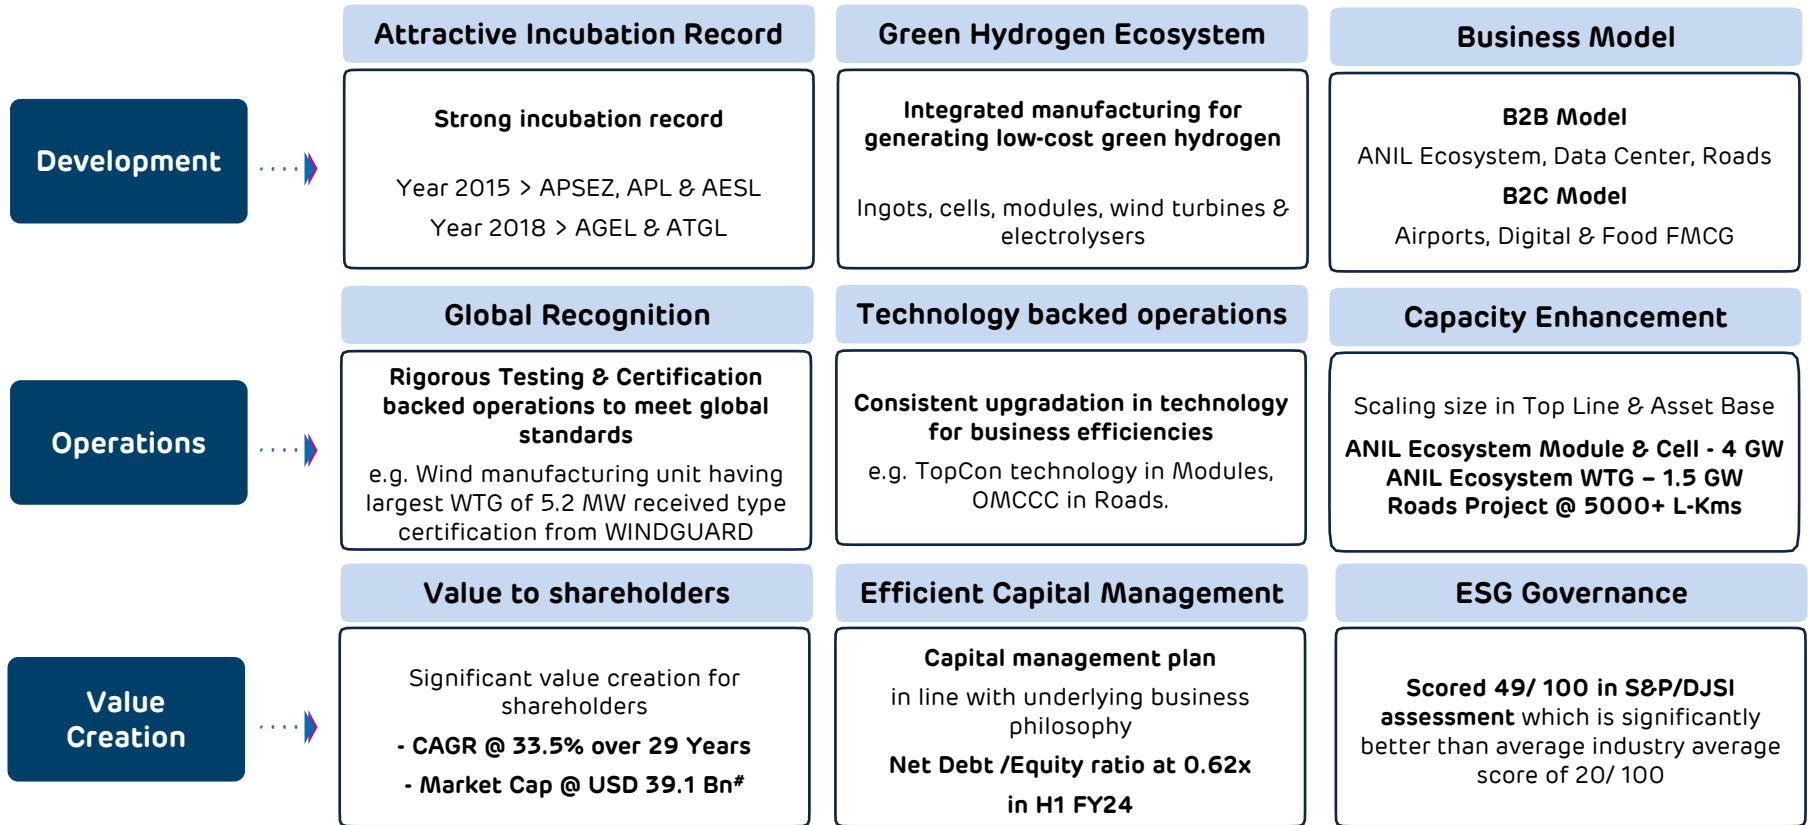 Attractive Incubation Record
Green Hydrogen Ecosystem
Business Model
Development
Strong incubation record
Year 2015 > APSEZ, APL & AESL
Year 2018 > AGEL & ATGL
Integrated manufacturing for
generating low-cost green hydrogen
Ingots, cells, modules, wind turbines &
electrolysers
B2B Model
ANIL Ecosystem, Data Center, Roads
B2C Model
Airports, Digital & Food FMCG
Global Recognition
Technology backed operations
Capacity Enhancement
Operations
Rigorous Testing & Certification
backed operations to meet global
standards
e.g. Wind manufacturing unit having
largest WTG of 5.2 MW received type
certification from WINDGUARD
Consistent upgradation in technology
for business efficiencies
e.g. TopCon technology in Modules,
OMCCC in Roads.
Scaling size in Top Line & Asset Base
ANIL Ecosystem Module & Cell - 4 GW
ANIL Ecosystem WTG – 1.5 GW
Roads Project @ 5000+ L-Kms
Value to shareholders
Efficient Capital Management
ESG Governance
Value
Creation
Significant value creation for
shareholders
- CAGR @ 33.5% over 29 Years
- Market Cap @ USD 39.1 Bn#
Capital management plan
in line with underlying business
philosophy
Net Debt /Equity ratio at 0.62x
in H1 FY24
Scored 49/ 100 in S&P/DJSI
assessment which is significantly
better than average industry average
score of 20/ 100